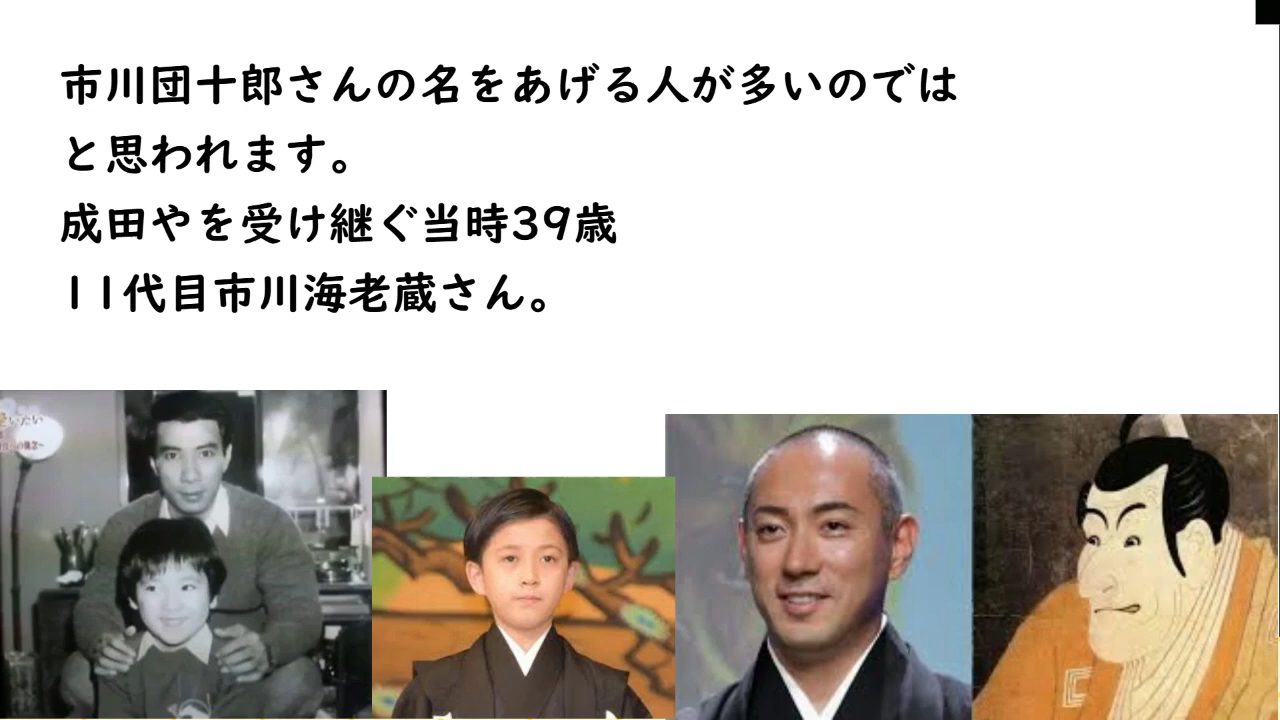 市川団十郎さんの名をあげる人が多いのでは
と思われます。
成田やを受け継ぐ当時39歳
11代目市川海老蔵さん。